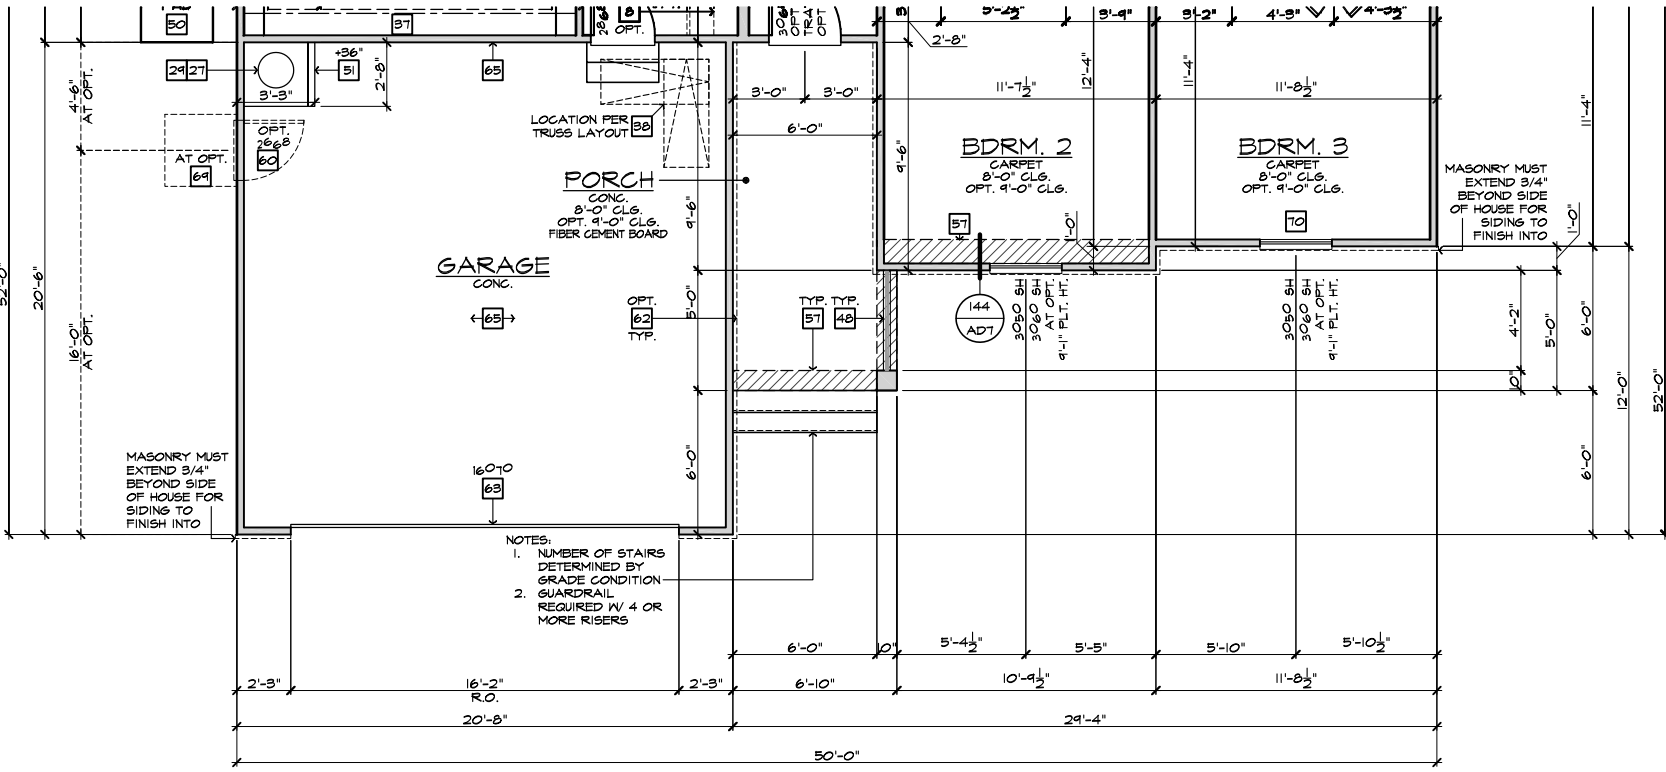 50
37
8
OPT.
OPT
OPT
3'-9"
3'-2"
4'-3"
2'-8"
29 27
+36"
51
2'-8"
65
3'-3"
4'-6"
AT OPT.
OPT.
2668
60
AT OPT.
69
LOCATION PER
TRUSS LAYOUT
38
3'-0"
3'-0"
6'-0"
11'-7 1/2"
12'-4"
11'-4"
11'-8 1/2"
11'-4"
PORCH
CONC.
8'-0" CLG.
OPT. 9'-0" CLG.
FIBER CEMENT BOARD
9'-6"
9'-6"
BDRM. 2
CARPET
8'-0" CLG.
OPT. 9'-0" CLG.
57
BDRM. 3
CARPET
8'-0" CLG.
OPT. 9'-0" CLG.
70
MASONRY MUST
EXTEND 3/4"
BEYOND SIDE
OF HOUSE FOR
SIDING TO
FINISH INTO
1'-0"
GARAGE
CONC.
65
OPT.
62
TYP.
5'-0"
TYP. TYP.
57
48
144
AD7
3050 SH
3060 SH
AT OPT.
9'-1" PLT. HT.
3050 SH
3060 SH
AT OPT.
9'-1" PLT. HT.
4'-2"
5'-0"
6'-0"
10"
12'-0"
52'-0"
52'-0"
20'-6"
16'-0"
AT OPT.
6'-0"
6'-0"
MASONRY MUST
EXTEND 3/4"
BEYOND SIDE
OF HOUSE FOR
SIDING TO
FINISH INTO
16070
63
NOTES:
1. NUMBER OF STAIRS
DETERMINED BY
GRADE CONDITION
2. GUARDRAIL
REQUIRED W/ 4 OR
MORE RISERS
6'-0"
10"
5'-4 1/2"
5'-5"
5'-10"
5'-10 1/2"
2'-3"
16'-2"
R.O.
2'-3"
6'-10"
10'-9 1/2"
11'-8 1/2"
20'-8"
29'-4"
50'-0"